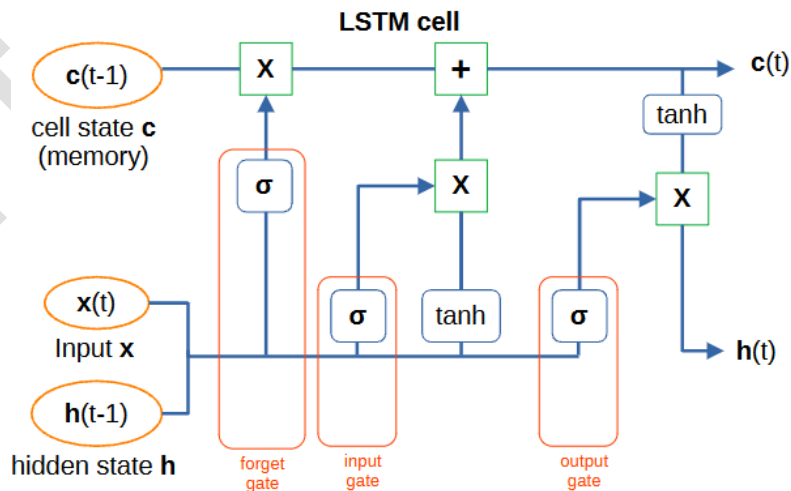 LSTM cell
c(t-1)
X
+
c(t)
cell state c
(memory)
tanh
σ
X
X
x(t)
Input x
σ
tanh
σ
h(t)
h(t-1)
hidden state h
forget
gate
input
gate
output
gate